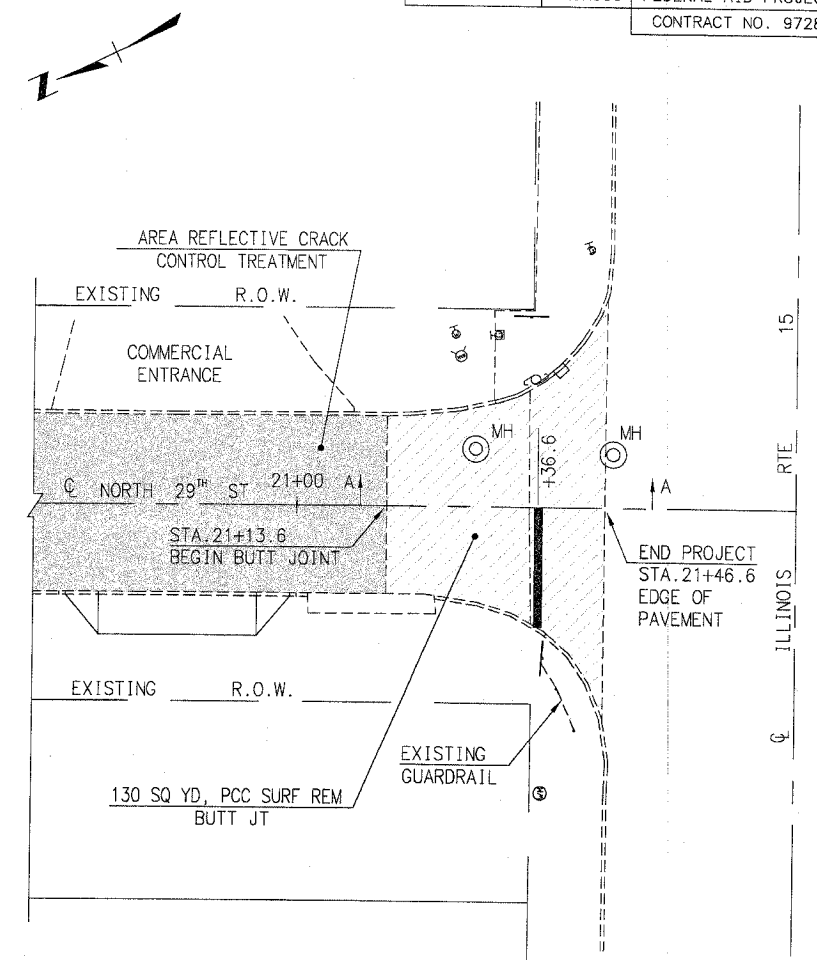 CONTRACT NO. 9728
Z
AREA REFLECTIVE CRACK
CONTROL TREATMENT
EXISTING R.O.W.
COMMERCIAL
ENTRANCE
15
RTE
ILLINOIS
℄
MH
MH
+36.6
℄ NORTH 29TH ST 21+00 A
A
STA.21+13.6
BEGIN BUTT JOINT
END PROJECT
STA.21+46.6
EDGE OF
PAVEMENT
EXISTING R.O.W.
EXISTING
GUARDRAIL
130 SQ YD, PCC SURF REM
BUTT JT